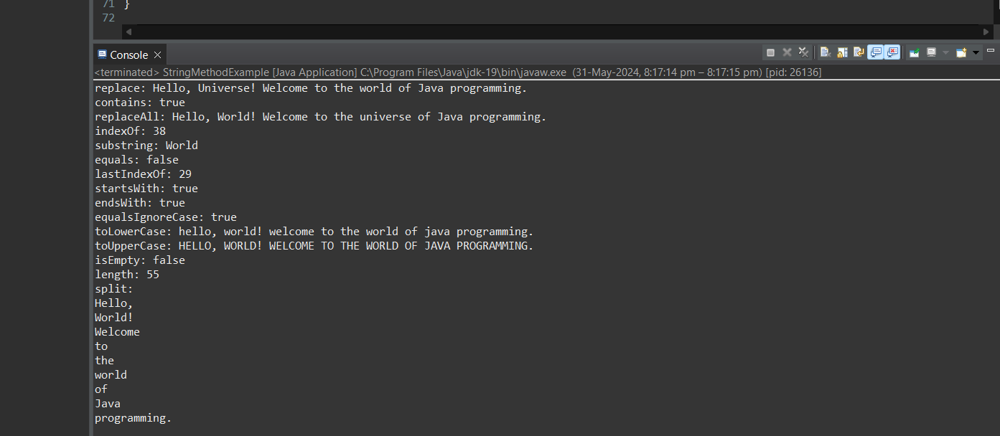 71 }
72
Console
<terminated> StringMethodExample [Java Application] C:\Program Files\Java\jdk-19\bin\javaw.exe (31-May-2024, 8:17:14 pm – 8:17:15 pm) [pid: 26136]
replace: Hello, Universe! Welcome to the world of Java programming.
contains: true
replaceAll: Hello, World! Welcome to the universe of Java programming.
indexOf: 38
substring: World
equals: false
lastIndexOf: 29
startsWith: true
endsWith: true
equalsIgnoreCase: true
toLowerCase: hello, world! welcome to the world of java programming.
toUpperCase: HELLO, WORLD! WELCOME TO THE WORLD OF JAVA PROGRAMMING.
isEmpty: false
length: 55
split:
Hello,
World!
Welcome
to
the
world
of
Java
programming.